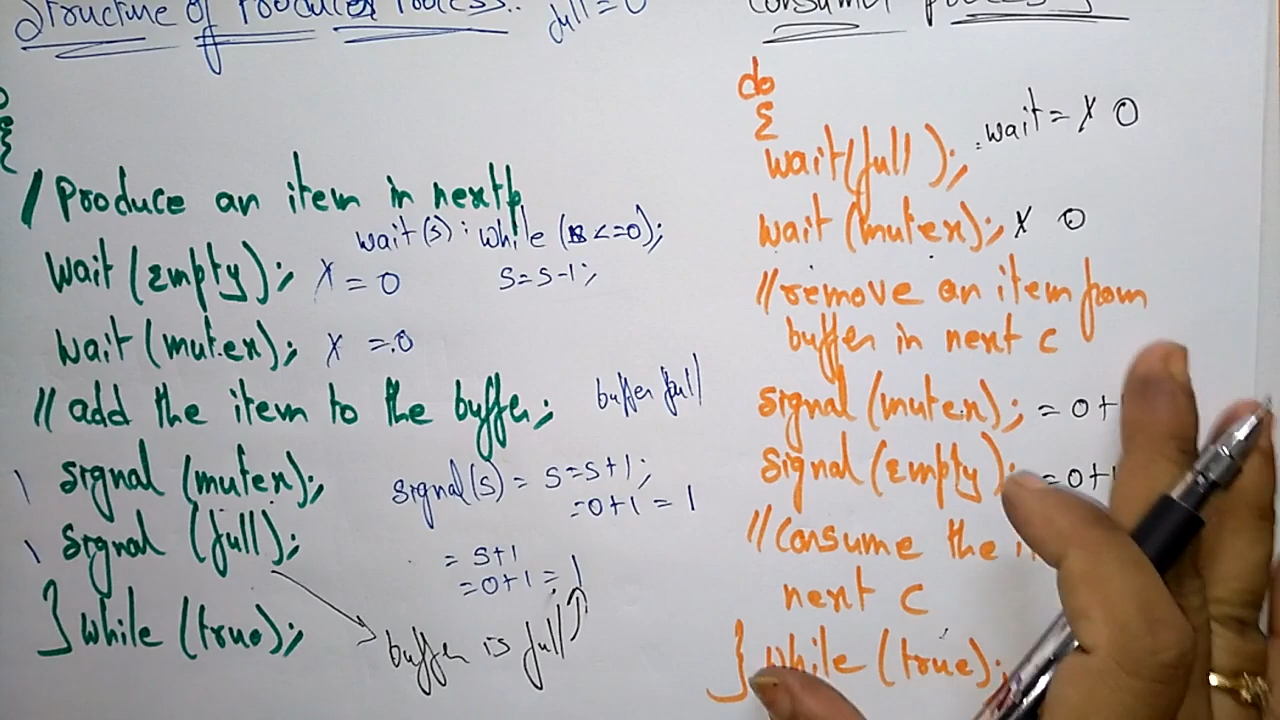 Structure of Producer Process:
full = 0
/ Produce an item in nextp
wait(s): while (s <=0);
s=s-1;
wait (empty); 1 = 0
wait (mutex); 1 = 0
// add the item to the buffer;
buffer full
signal (mutex);
signal(s) = s=s+1;
=0+1 = 1
signal (full);
= s+1
=0+1 = 1
buffer is full
} while (true);
Consumer process
do
{
wait(full); wait = 1 0
wait (mutex); 1 0
// remove an item from
buffer in next c
signal (mutex); = 0+
signal (empty); =0+1
// Consume the
next c
} while (true);